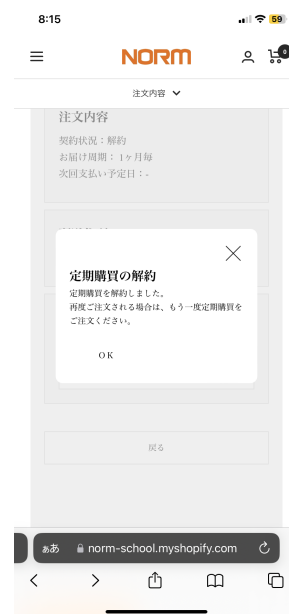 8:15
59
NORM
0
注文内容
注文内容
契約状況：解約
お届け周期： 1ヶ月毎
次回支払い予定日：-
定期購買の解約
定期購買を解約しました。
再度ご注文される場合は、もう一度定期購買を
ご注文ください。
OK
戻る
ぁあ norm-school.myshopify.com